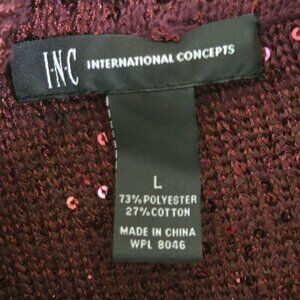 I·N·C INTERNATIONAL CONCEPTS
L
73% POLYESTER
27% COTTON
MADE IN CHINA
WPL 8046